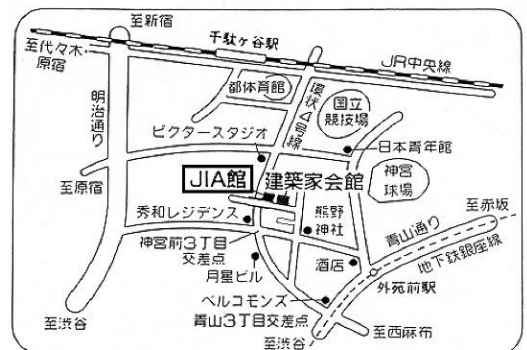 至新宿
千駄ヶ谷駅
至代々木・
原宿
JR中央線
都体育館
環状4号線
国立
競技場
明治通り
ビクタースタジオ
日本青年館
JIA館
建築家会館
神宮
球場
至原宿
秀和レジデンス
熊野
神社
至赤坂
青山通り
神宮前3丁目
交差点
地下鉄銀座線
月星ビル
酒店
外苑前駅
ベルコモンズ
至渋谷
青山3丁目交差点
至西麻布
至渋谷